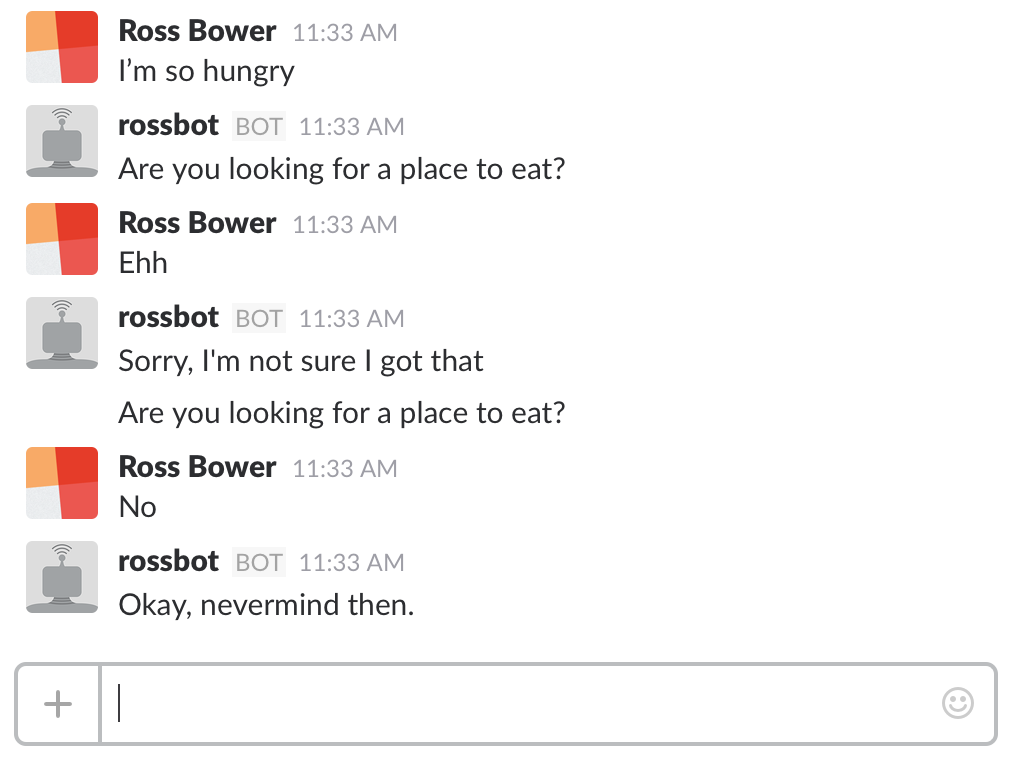 Ross Bower 11:33 AM
I’m so hungry
rossbot BOT 11:33 AM
Are you looking for a place to eat?
Ross Bower 11:33 AM
Ehh
rossbot BOT 11:33 AM
Sorry, I'm not sure I got that
Are you looking for a place to eat?
Ross Bower 11:33 AM
No
rossbot BOT 11:33 AM
Okay, nevermind then.